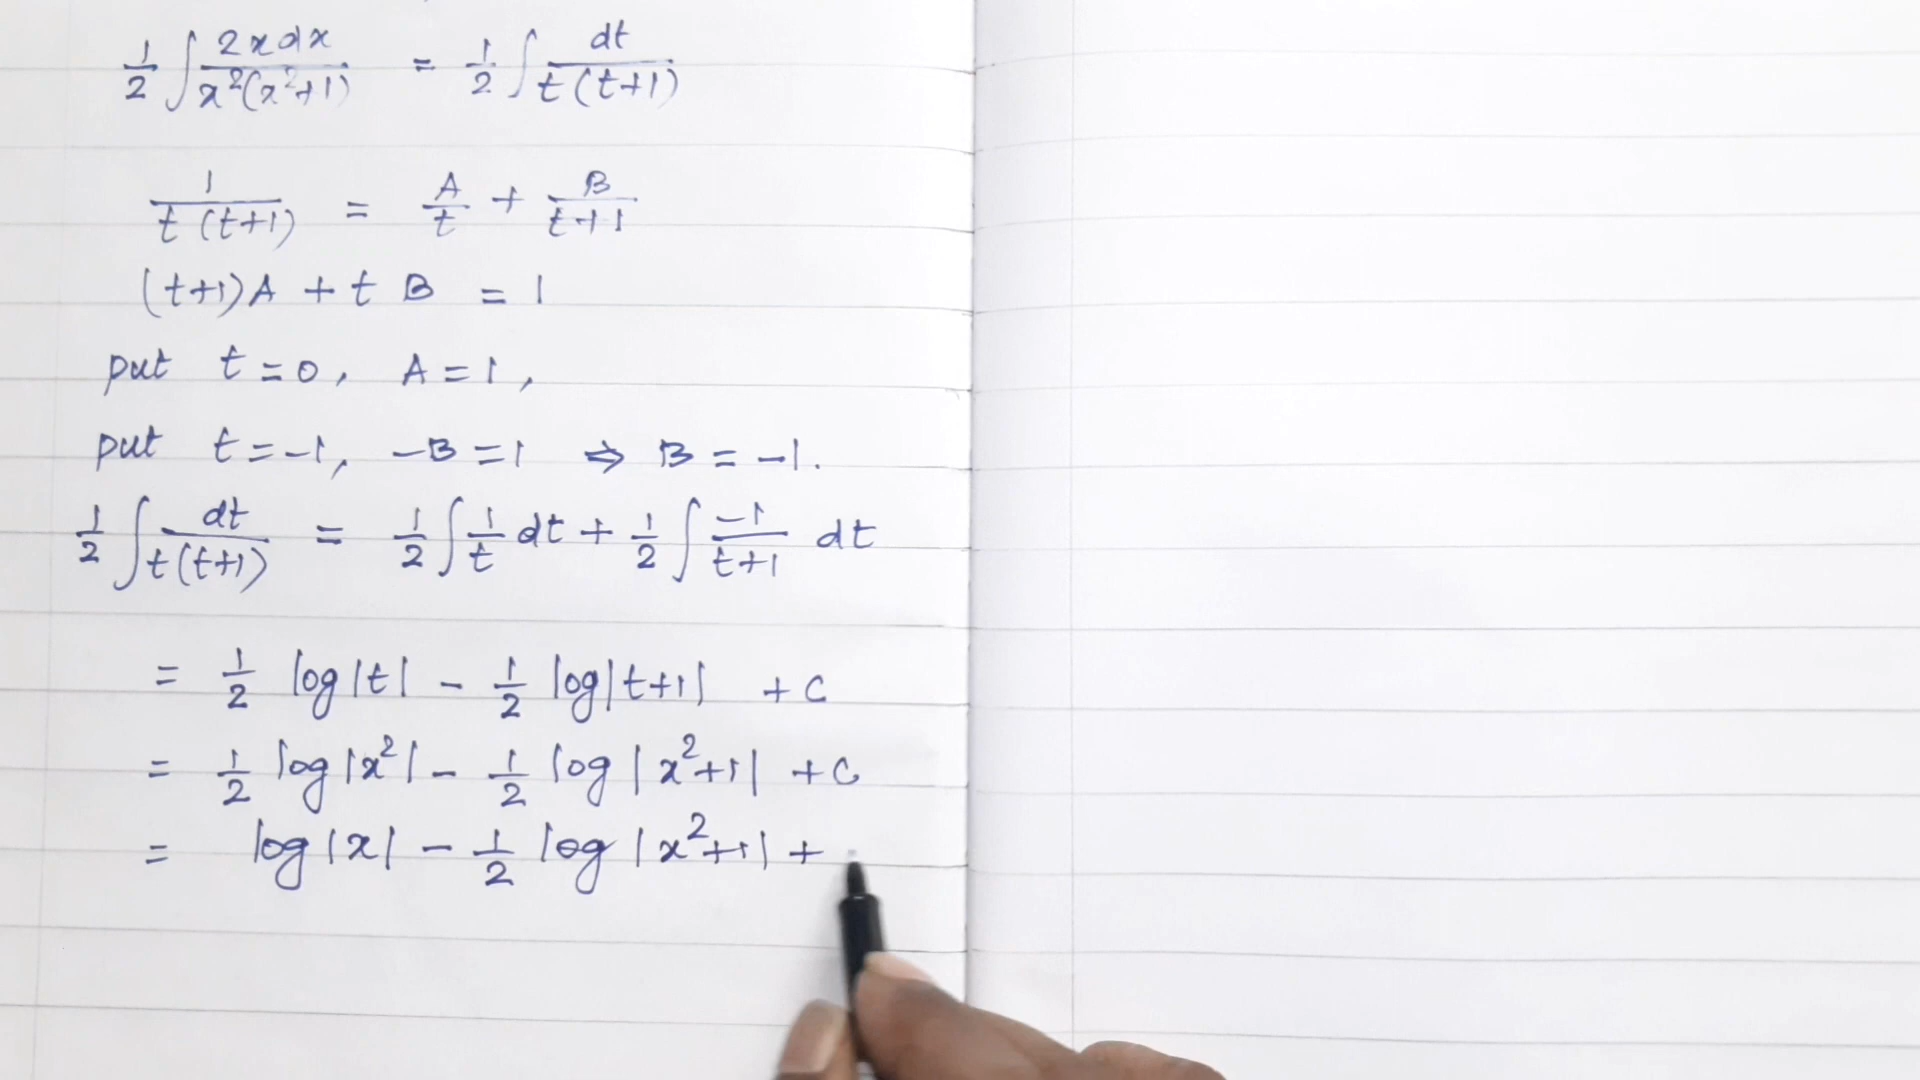 1/2 ∫ 2xdx/x²(x²+1) = 1/2 ∫ dt/t(t+1)
1/t(t+1) = A/t + B/t+1
(t+1)A + tB = 1
put t=0, A=1,
put t=-1, -B=1 ⇒ B=-1.
1/2 ∫ dt/t(t+1) = 1/2 ∫ 1/t dt + 1/2 ∫ -1/t+1 dt
= 1/2 log|t| - 1/2 log|t+1| + c
= 1/2 log|x²| - 1/2 log|x²+1| + c
= log|x| - 1/2 log|x²+1| +